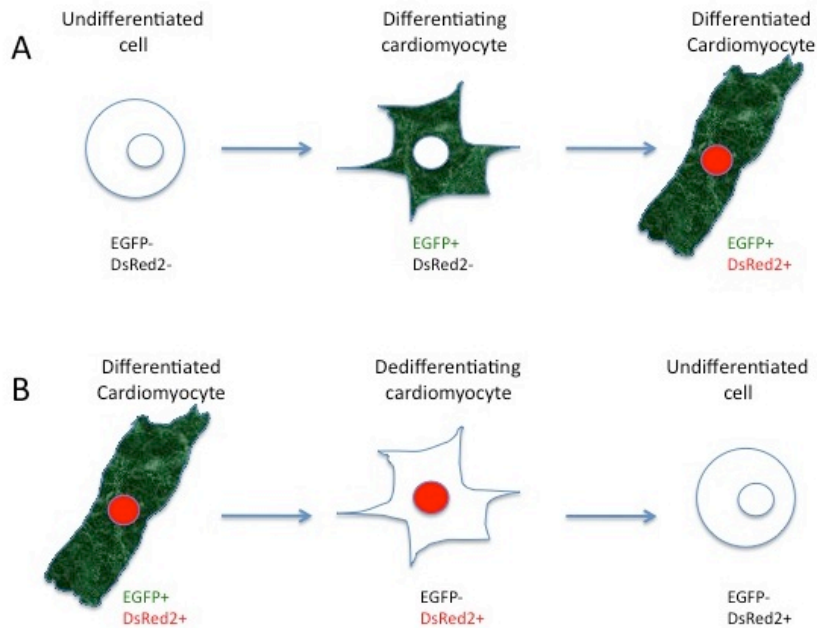 A
Undifferentiated
cell
Differentiating
cardiomyocyte
Differentiated
Cardiomyocyte
EGFP-
DsRed2-
EGFP+
DsRed2-
EGFP+
DsRed2+
B
Differentiated
Cardiomyocyte
Dedifferentiating
cardiomyocyte
Undifferentiated
cell
EGFP+
DsRed2+
EGFP-
DsRed2+
EGFP-
DsRed2+